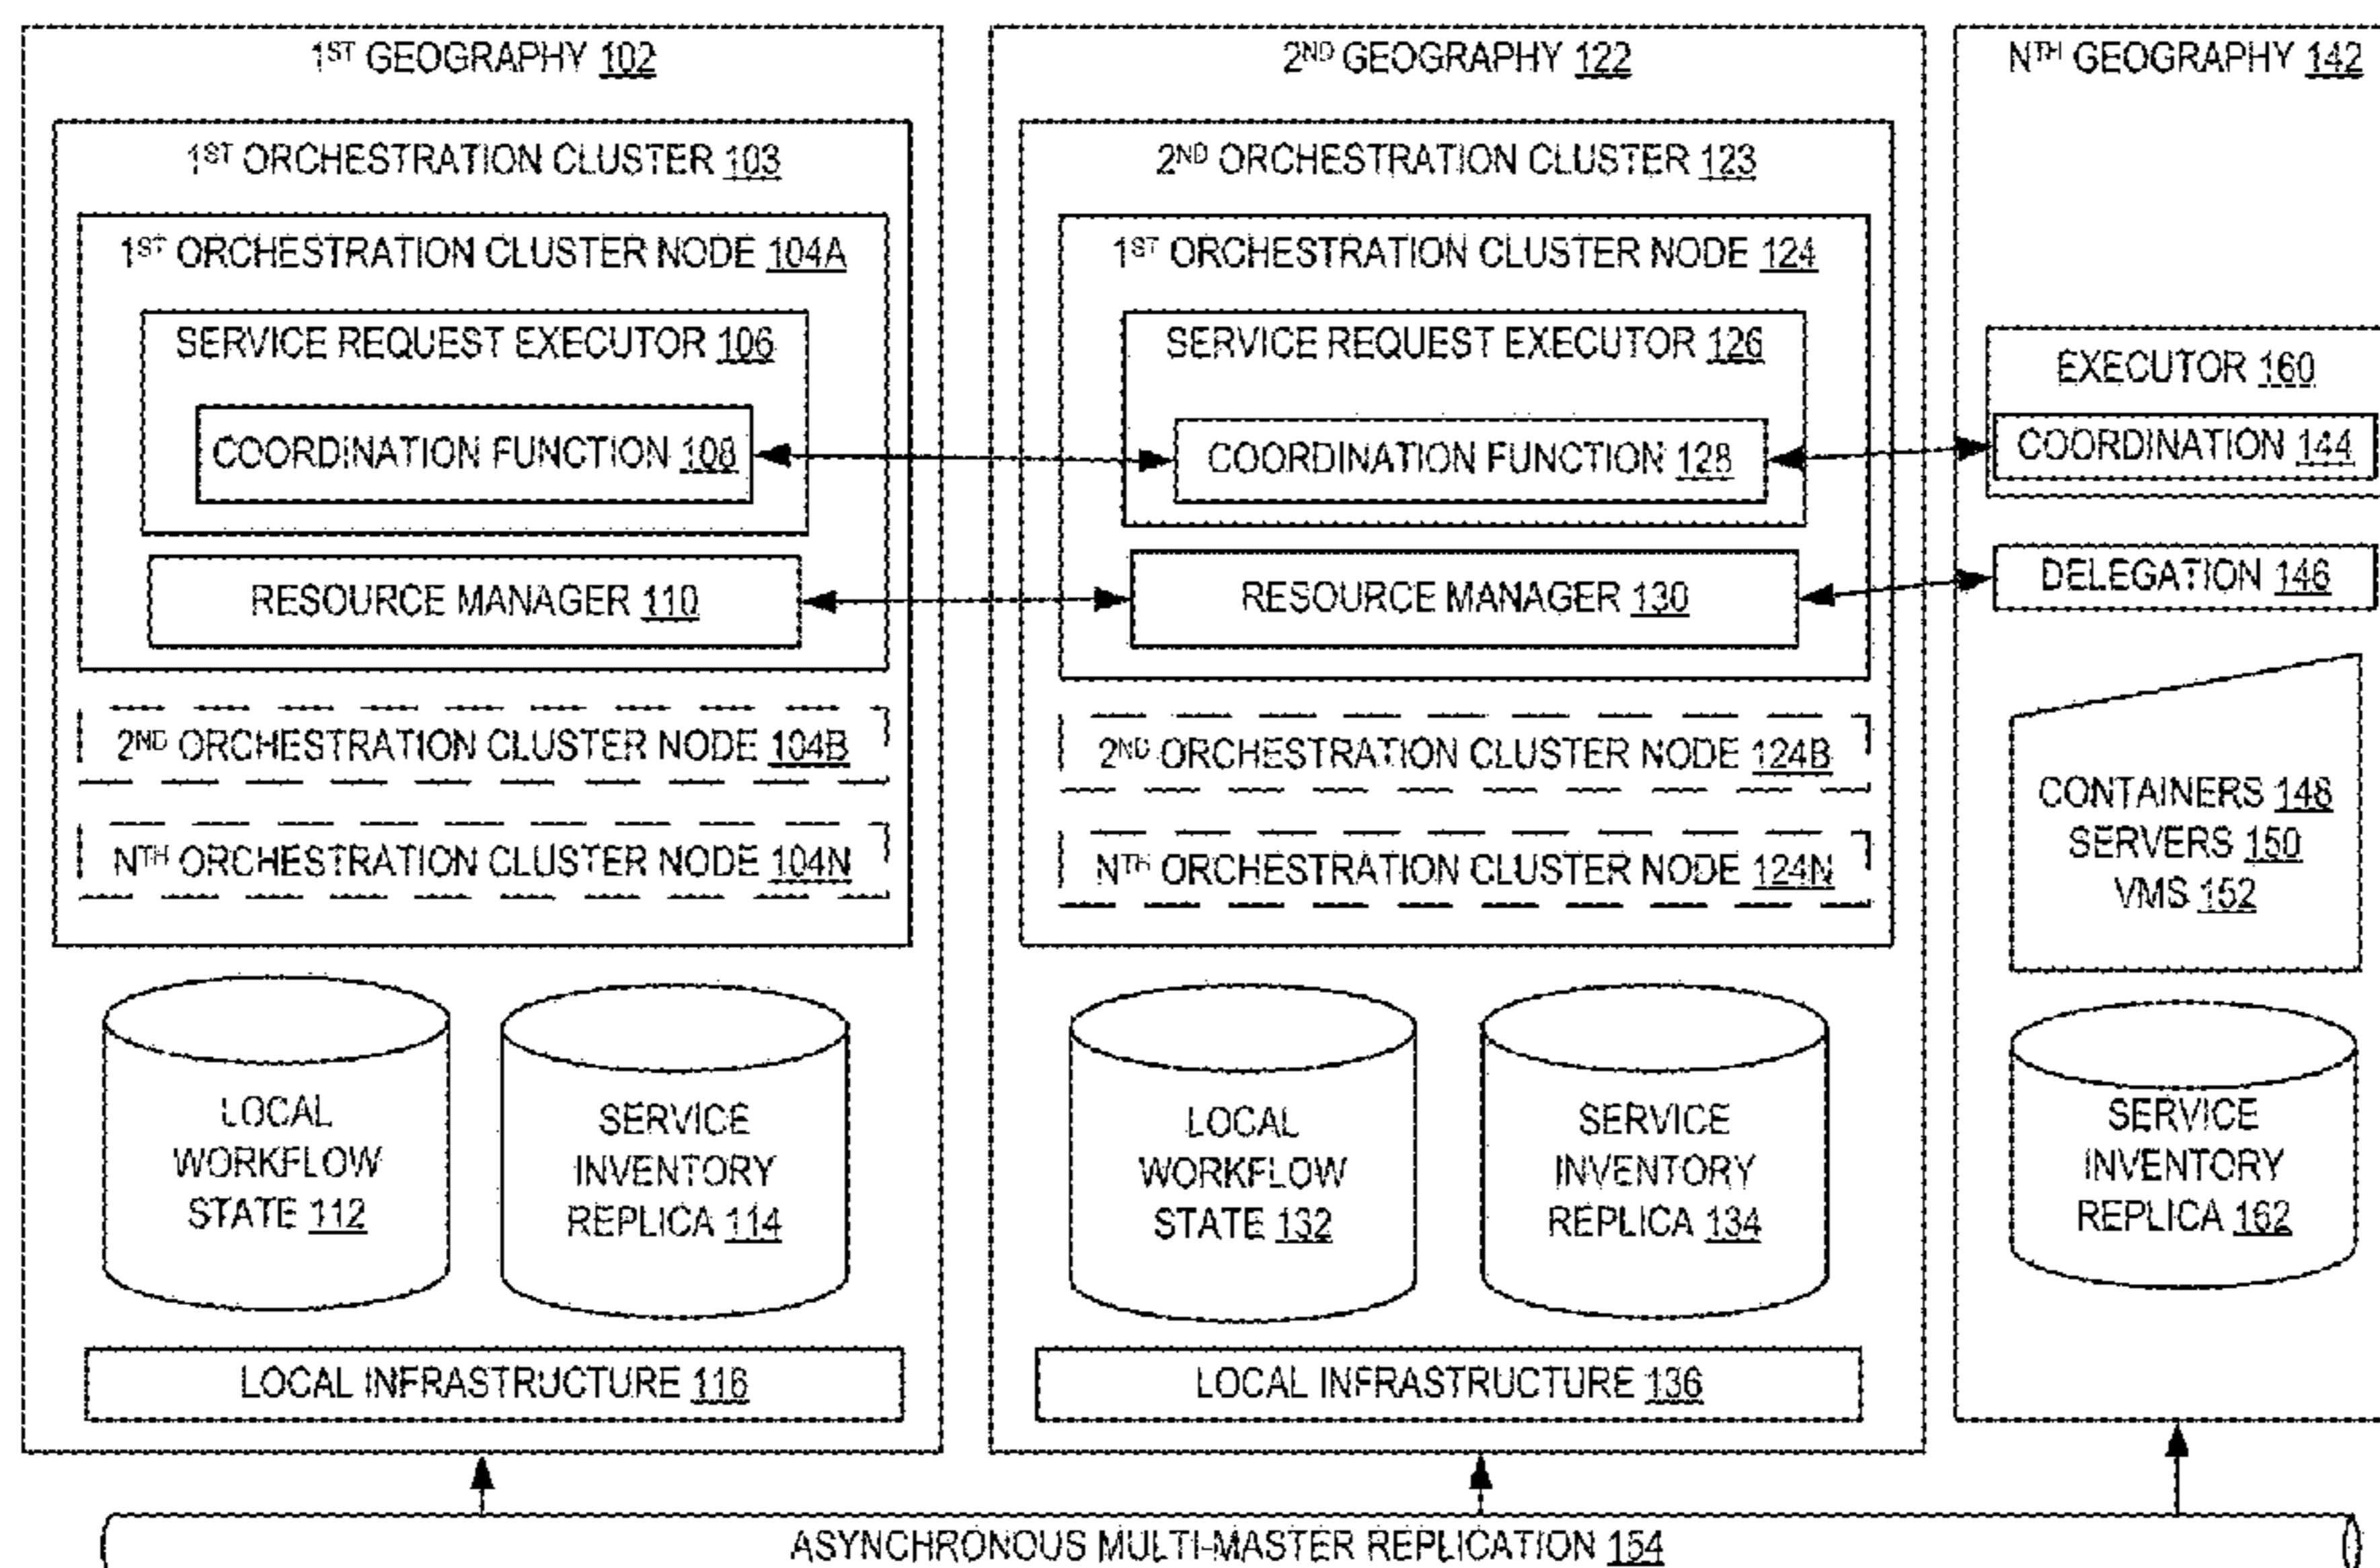 1ST GEOGRAPHY 102
1ST ORCHESTRATION CLUSTER 103
1ST ORCHESTRATION CLUSTER NODE 104A
SERVICE REQUEST EXECUTOR 106
COORDINATION FUNCTION 108
RESOURCE MANAGER 110
2ND ORCHESTRATION CLUSTER NODE 104B
NTH ORCHESTRATION CLUSTER NODE 104N
LOCAL
WORKFLOW
STATE 112
SERVICE
INVENTORY
REPLICA 114
LOCAL INFRASTRUCTURE 116
2ND GEOGRAPHY 122
2ND ORCHESTRATION CLUSTER 123
1ST ORCHESTRATION CLUSTER NODE 124
SERVICE REQUEST EXECUTOR 126
COORDINATION FUNCTION 128
RESOURCE MANAGER 130
2ND ORCHESTRATION CLUSTER NODE 124B
NTH ORCHESTRATION CLUSTER NODE 124N
LOCAL
WORKFLOW
STATE 132
SERVICE
INVENTORY
REPLICA 134
LOCAL INFRASTRUCTURE 136
NTH GEOGRAPHY 142
EXECUTOR 160
COORDINATION 144
DELEGATION 146
CONTAINERS 148
SERVERS 150
VMS 152
SERVICE
INVENTORY
REPLICA 162
ASYNCHRONOUS MULTI-MASTER REPLICATION 154